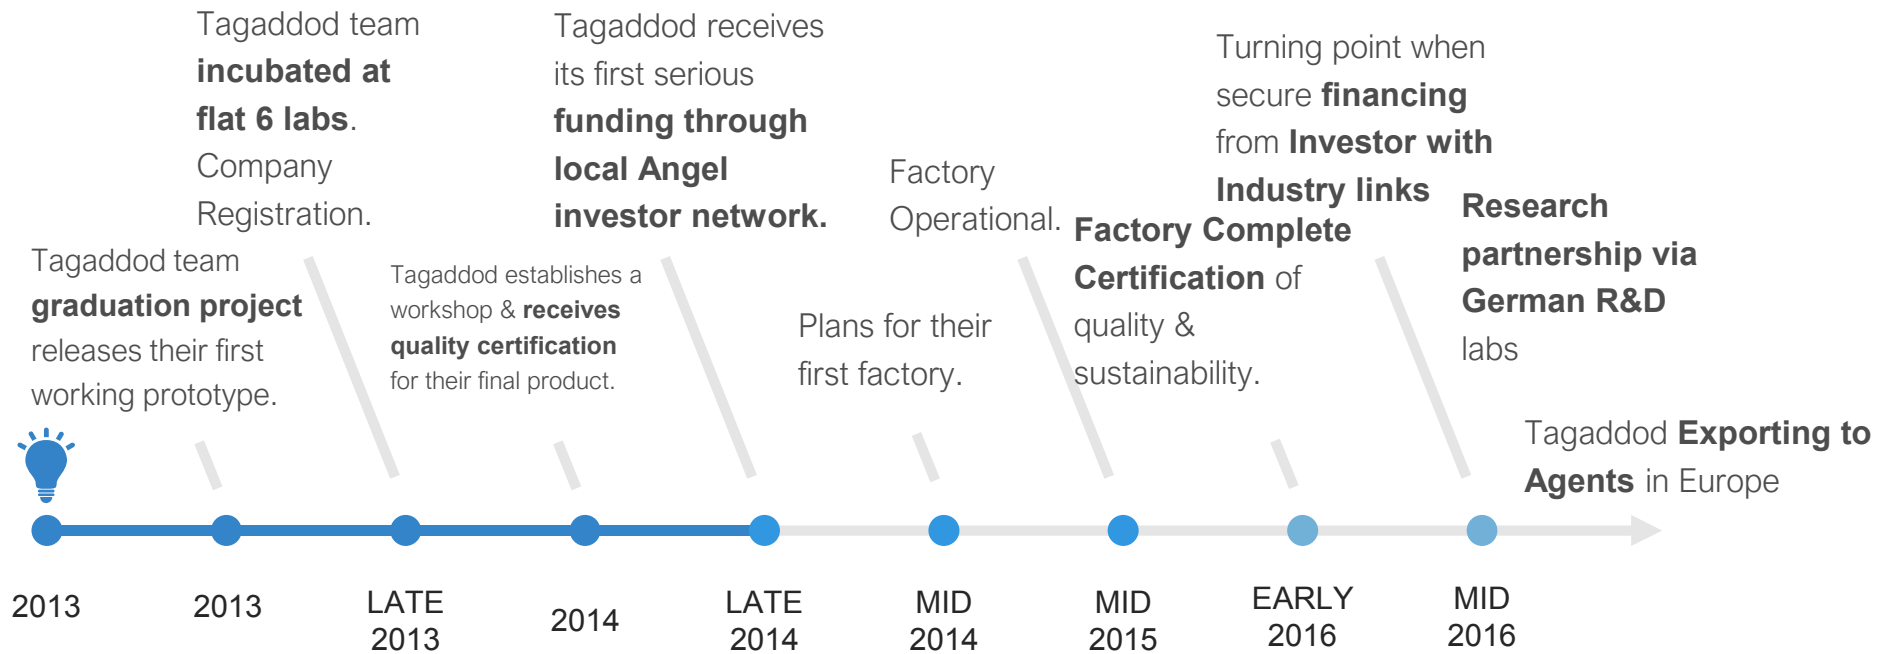 Tagaddod team
graduation project
releases their first
working prototype.
Tagaddod team
incubated at
flat 6 labs.
Company
Registration.
Tagaddod establishes a
workshop & receives
quality certification
for their final product.
Tagaddod receives
its first serious
funding through
local Angel
investor network.
Plans for their
first factory.
Factory
Operational.
Factory Complete
Certification of
quality &
sustainability.
Turning point when
secure financing
from Investor with
Industry links
Research
partnership via
German R&D
labs
Tagaddod Exporting to
Agents in Europe
2013
2013
LATE
2013
2014
LATE
2014
MID
2014
MID
2015
EARLY
2016
MID
2016